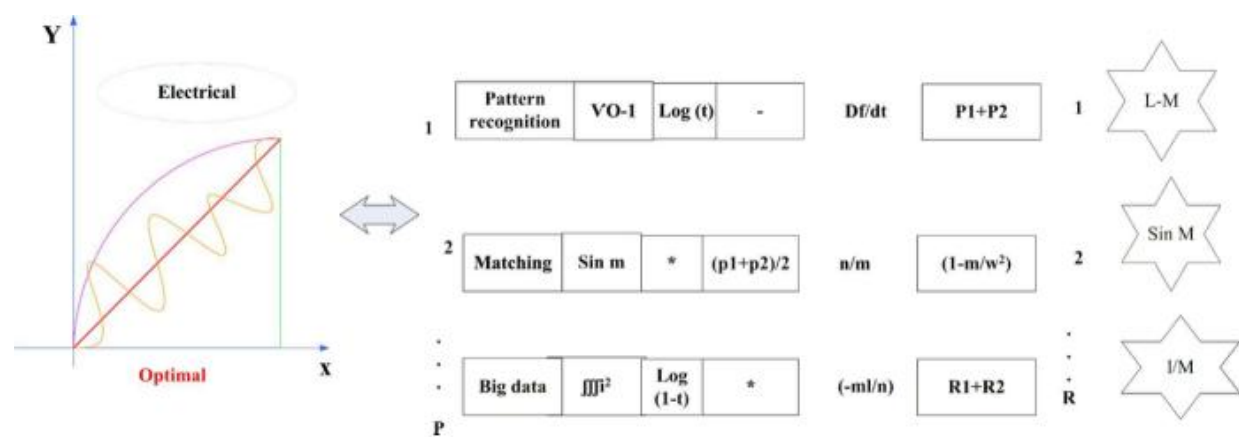 Y
Electrical
Optimal
x
1
Pattern recognition
VO-1
Log (t)
-
Df/dt
P1+P2
1
L-M
2
Matching
Sin m
*
(p1+p2)/2
n/m
(1-m/w²)
2
Sin M
P
Big data
∭i²
Log (1-t)
*
(-ml/n)
R1+R2
R
I/M